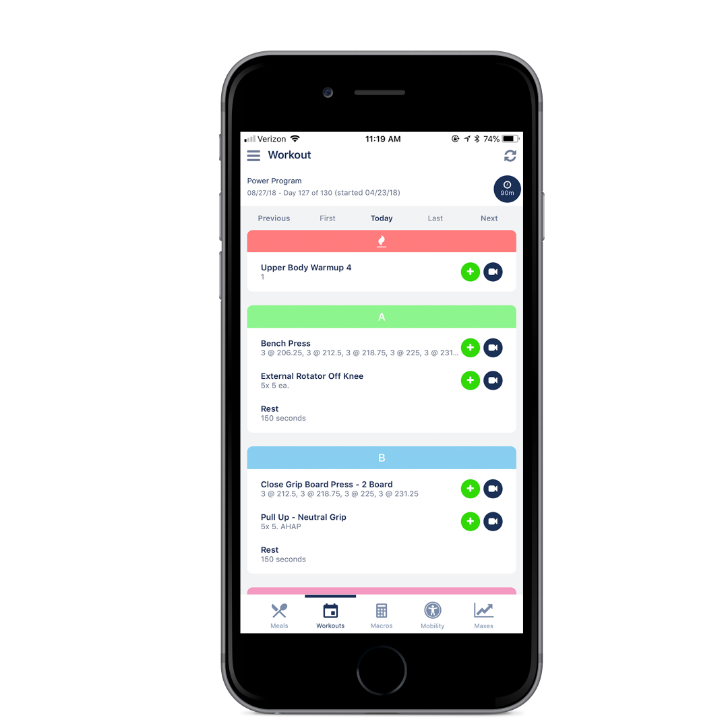 Verizon 11:19 AM 74%
Workout
Power Program
08/27/18 - Day 127 of 130 (started 04/23/18)
90m
Previous First Today Last Next
Upper Body Warmup 4
1
A
Bench Press
3 @ 206.25, 3 @ 212.5, 3 @ 218.75, 3 @ 225, 3 @ 231...
External Rotator Off Knee
5x 5 ea.
Rest
150 seconds
B
Close Grip Board Press - 2 Board
3 @ 212.5, 3 @ 218.75, 3 @ 225, 3 @ 231.25
Pull Up - Neutral Grip
5x 5. AHAP
Rest
150 seconds
Meals Workouts Macros Mobility Maxes